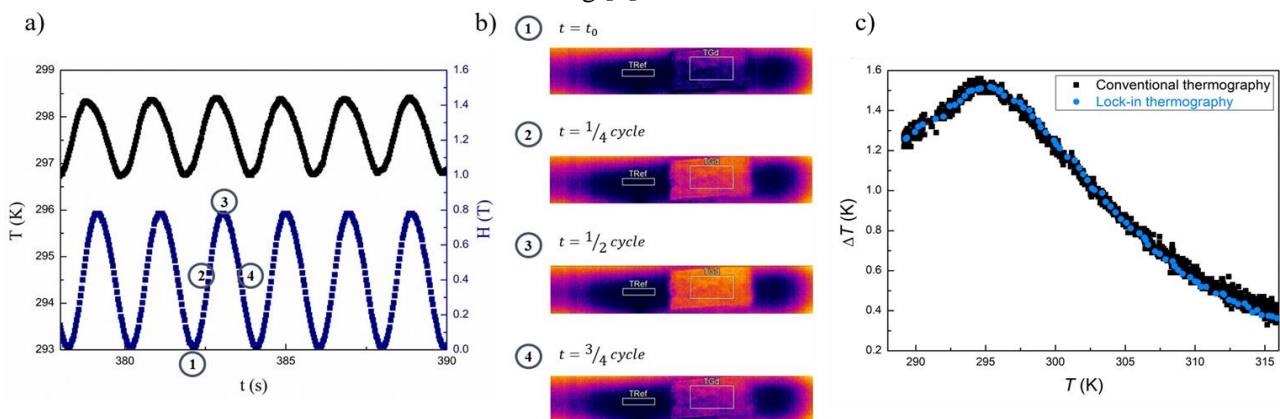 a)
T (K)
299
298
297
296
295
294
293
1.6
1.4
1.2
1.0
0.8
0.6
0.4
0.2
0.0
H (T)
3
2
4
1
380
385
390
t (s)
b)
1 t = t₀
TRef
TGd
2 t = 1/4 cycle
TRef
TGd
3 t = 1/2 cycle
TRef
TGd
4 t = 3/4 cycle
TRef
TGd
c)
ΔT (K)
1.6
1.4
1.2
1.0
0.8
0.6
0.4
0.2
Conventional thermography
Lock-in thermography
290
295
300
305
310
315
T (K)